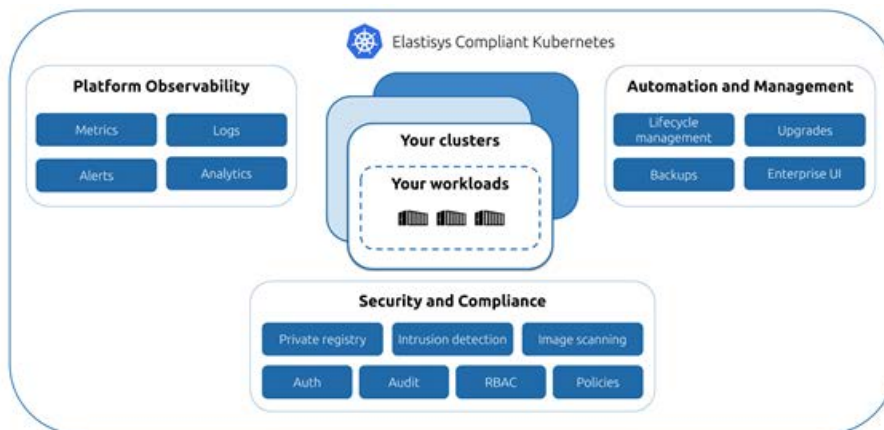 Elastisys Compliant Kubernetes
Platform Observability
Metrics
Logs
Alerts
Analytics
Your clusters
Your workloads
Automation and Management
Lifecycle
management
Upgrades
Backups
Enterprise UI
Security and Compliance
Private registry
Intrusion detection
Image scanning
Auth
Audit
RBAC
Policies